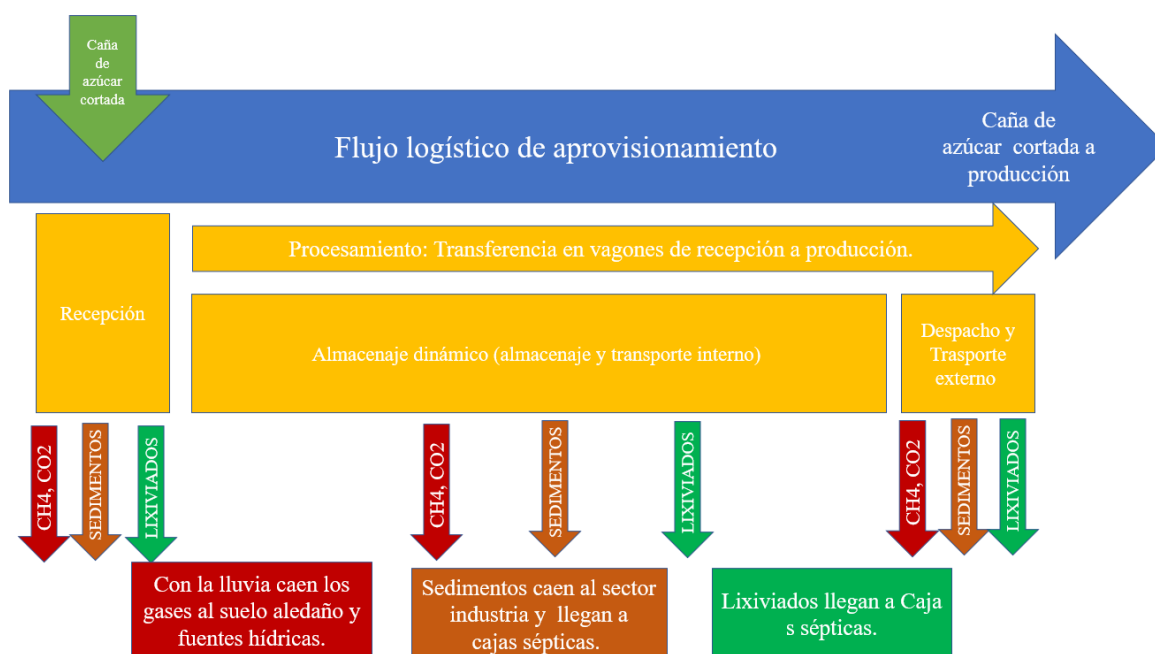 Caña
de
azúcar
cortada
Flujo logístico de aprovisionamiento
Caña de
azúcar cortada a
producción
Procesamiento: Transferencia en vagones de recepción a producción.
Recepción
Almacenaje dinámico (almacenaje y transporte interno)
Despacho y
Trasporte
externo
CH4, CO2
SEDIMENTOS
LIXIVIADOS
CH4, CO2
SEDIMENTOS
LIXIVIADOS
CH4, CO2
SEDIMENTOS
LIXIVIADOS
Con la lluvia caen los
gases al suelo aledaño y
fuentes hídricas.
Sedimentos caen al sector
industria y llegan a
cajas sépticas.
Lixiviados llegan a Caja
s sépticas.